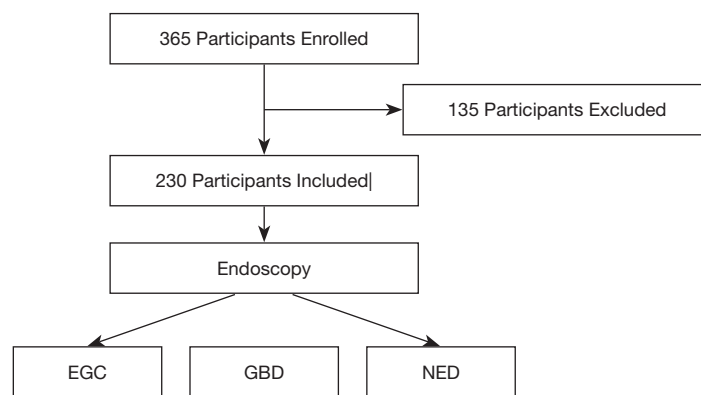 365 Participants Enrolled
135 Participants Excluded
230 Participants Included|
Endoscopy
EGC
GBD
NED